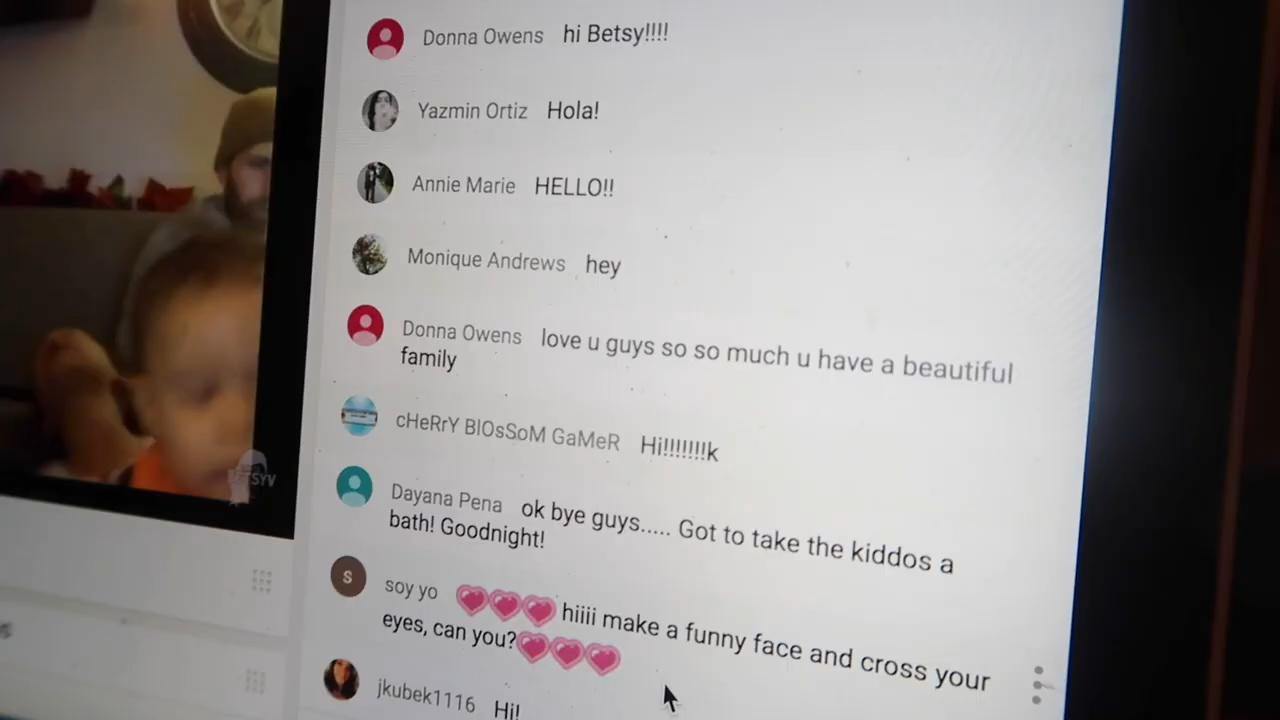 Donna Owens hi Betsy!!!!
Yazmin Ortiz Hola!
Annie Marie HELLO!!
Monique Andrews hey
Donna Owens love u guys so so much u have a beautiful
family
cHeRrY BlOsSoM GaMeR Hi!!!!!!!k
Dayana Pena ok bye guys..... Got to take the kiddos a
bath! Goodnight!
S
soy yo 💗💗💗 hiiii make a funny face and cross your
eyes, can you?💗💗💗
jkubek1116 Hi!